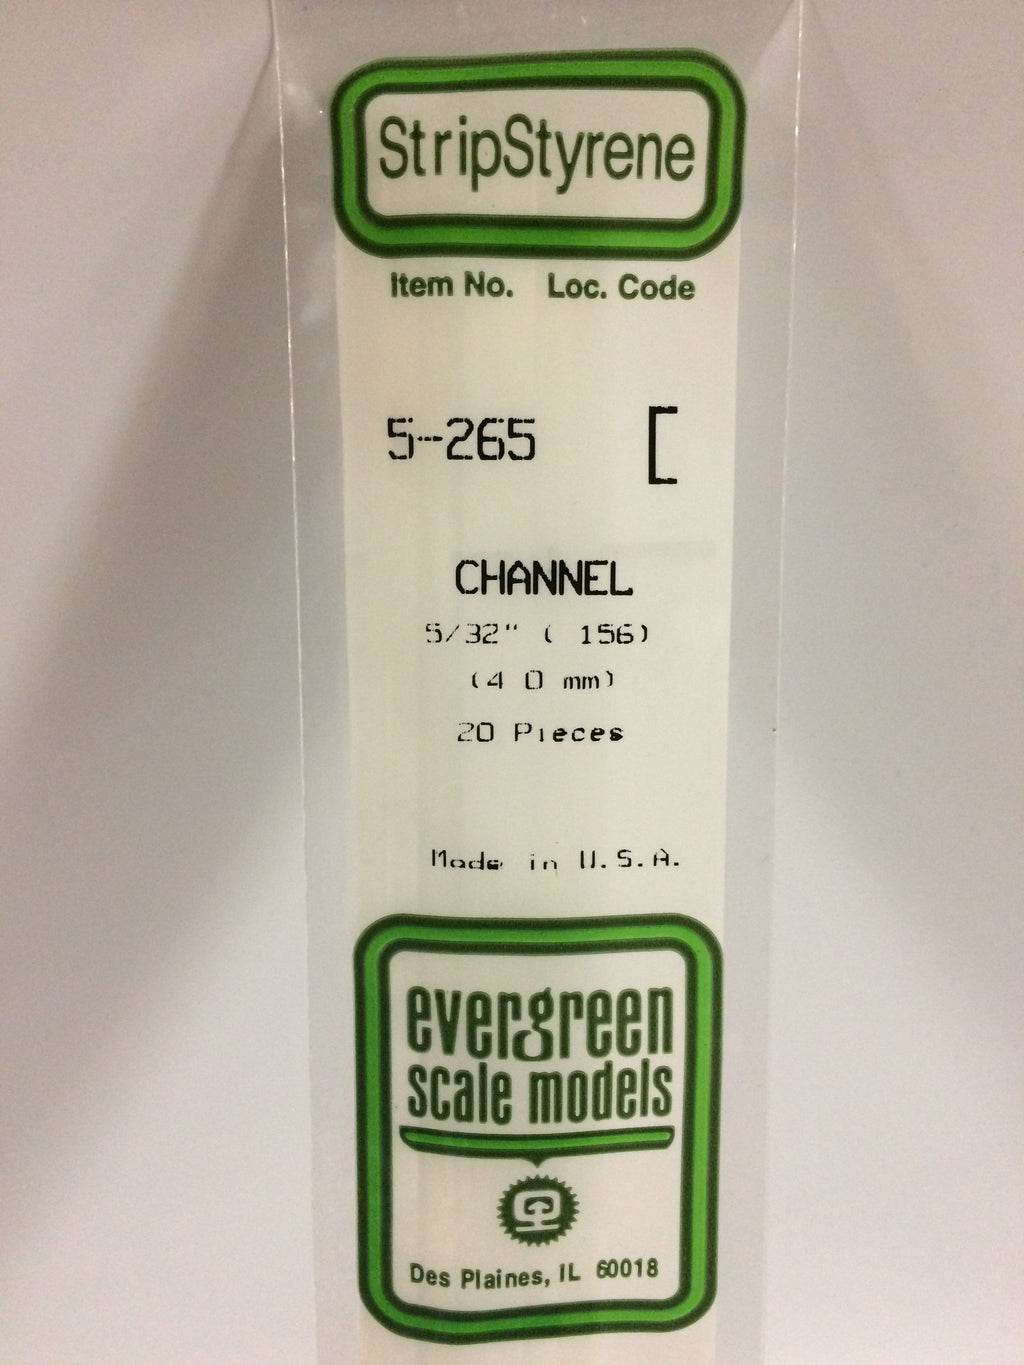 StripStyrene
Item No. Loc. Code
5-265 [
CHANNEL
5/32" ( 156)
(4 0 mm)
20 Pieces
Made in U.S.A.
evergreen
scale models
Des Plaines, IL 60018